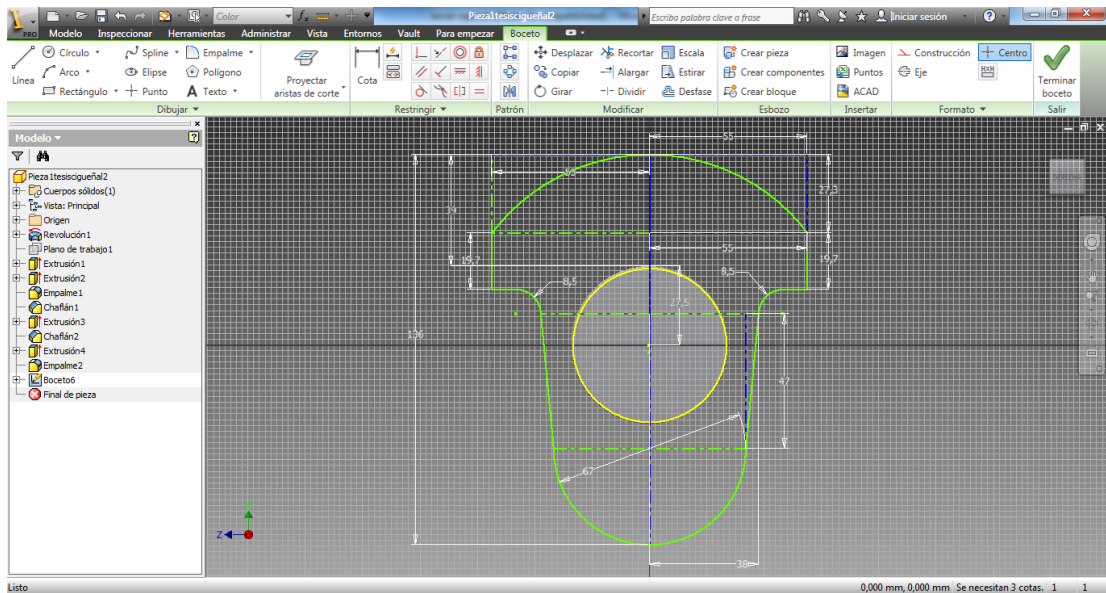 Color
Pieza1tesiscigueñal2
Escriba palabra clave o frase
Iniciar sesión
PRO
Modelo Inspeccionar Herramientas Administrar Vista Entornos Vault Para empezar Boceto
Línea
Círculo
Arco
Rectángulo
Spline
Elipse
Punto
Empalme
Polígono
Texto
Proyectar
aristas de corte
Cota
Desplazar
Copiar
Girar
Recortar
Alargar
Dividir
Escala
Estirar
Desfase
Crear pieza
Crear componentes
Crear bloque
Imagen
Puntos
ACAD
Construcción
Eje
Centro
Terminar
boceto
Dibujar Restringir Patrón Modificar Esbozo Insertar Formato Salir
Modelo
Pieza1tesiscigueñal2
Cuerpos sólidos(1)
Vista: Principal
Origen
Revolución1
Plano de trabajo1
Extrusión1
Extrusión2
Empalme1
Chaflán1
Extrusión3
Chaflán2
Extrusión4
Empalme2
Boceto6
Final de pieza
55
DERECHA
55
27,3
39
55
19,7
19,7
8,5
8,5
27,5
136
47
67
38
Z
Listo
0,000 mm, 0,000 mm Se necesitan 3 cotas. 1 1